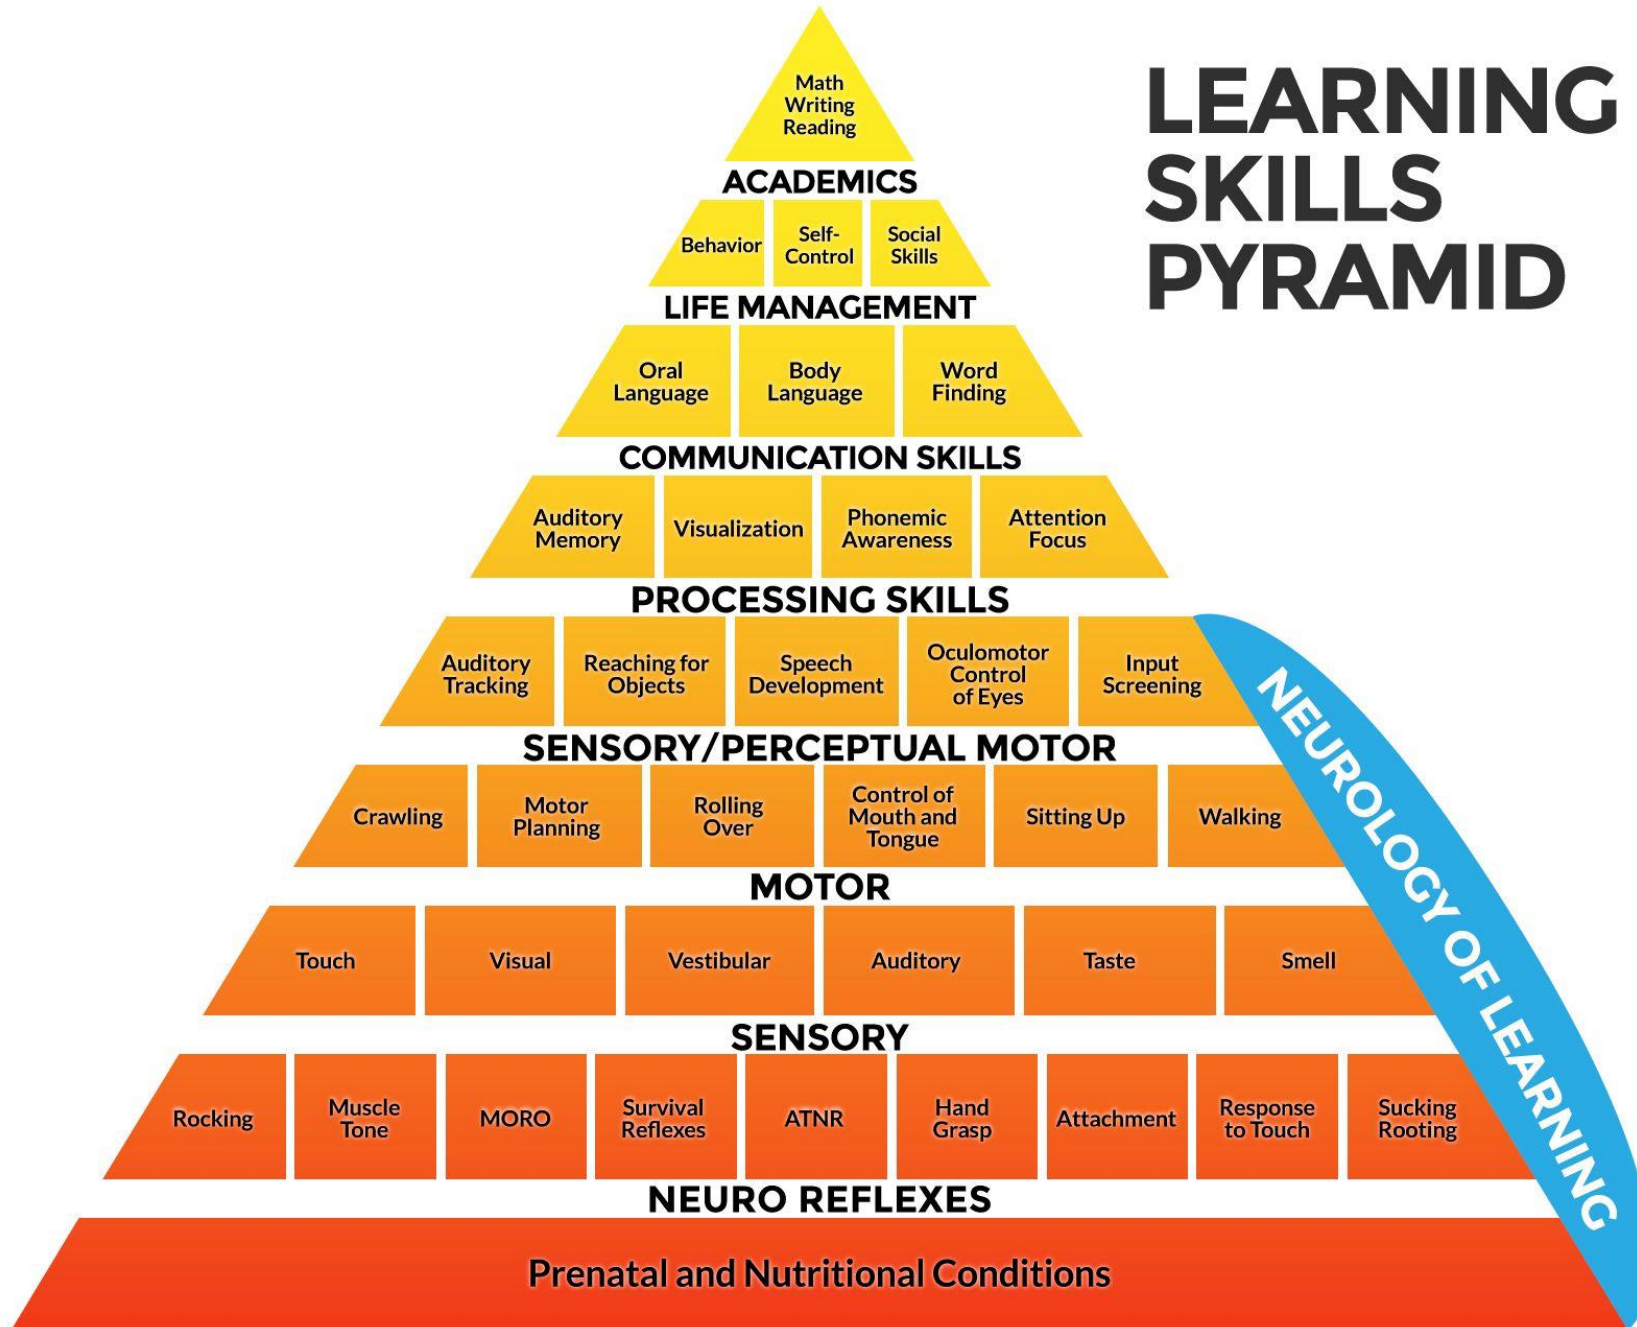 LEARNING
SKILLS
PYRAMID
Math
Writing
Reading
ACADEMICS
Behavior
Self-
Control
Social
Skills
LIFE MANAGEMENT
Oral
Language
Body
Language
Word
Finding
COMMUNICATION SKILLS
Auditory
Memory
Visualization
Phonemic
Awareness
Attention
Focus
PROCESSING SKILLS
Auditory
Tracking
Reaching for
Objects
Speech
Development
Oculomotor
Control
of Eyes
Input
Screening
SENSORY/PERCEPTUAL MOTOR
Crawling
Motor
Planning
Rolling
Over
Control of
Mouth and
Tongue
Sitting Up
Walking
MOTOR
Touch
Visual
Vestibular
Auditory
Taste
Smell
SENSORY
Rocking
Muscle
Tone
MORO
Survival
Reflexes
ATNR
Hand
Grasp
Attachment
Response
to Touch
Sucking
Rooting
NEURO REFLEXES
Prenatal and Nutritional Conditions
NEUROLOGY OF LEARNING